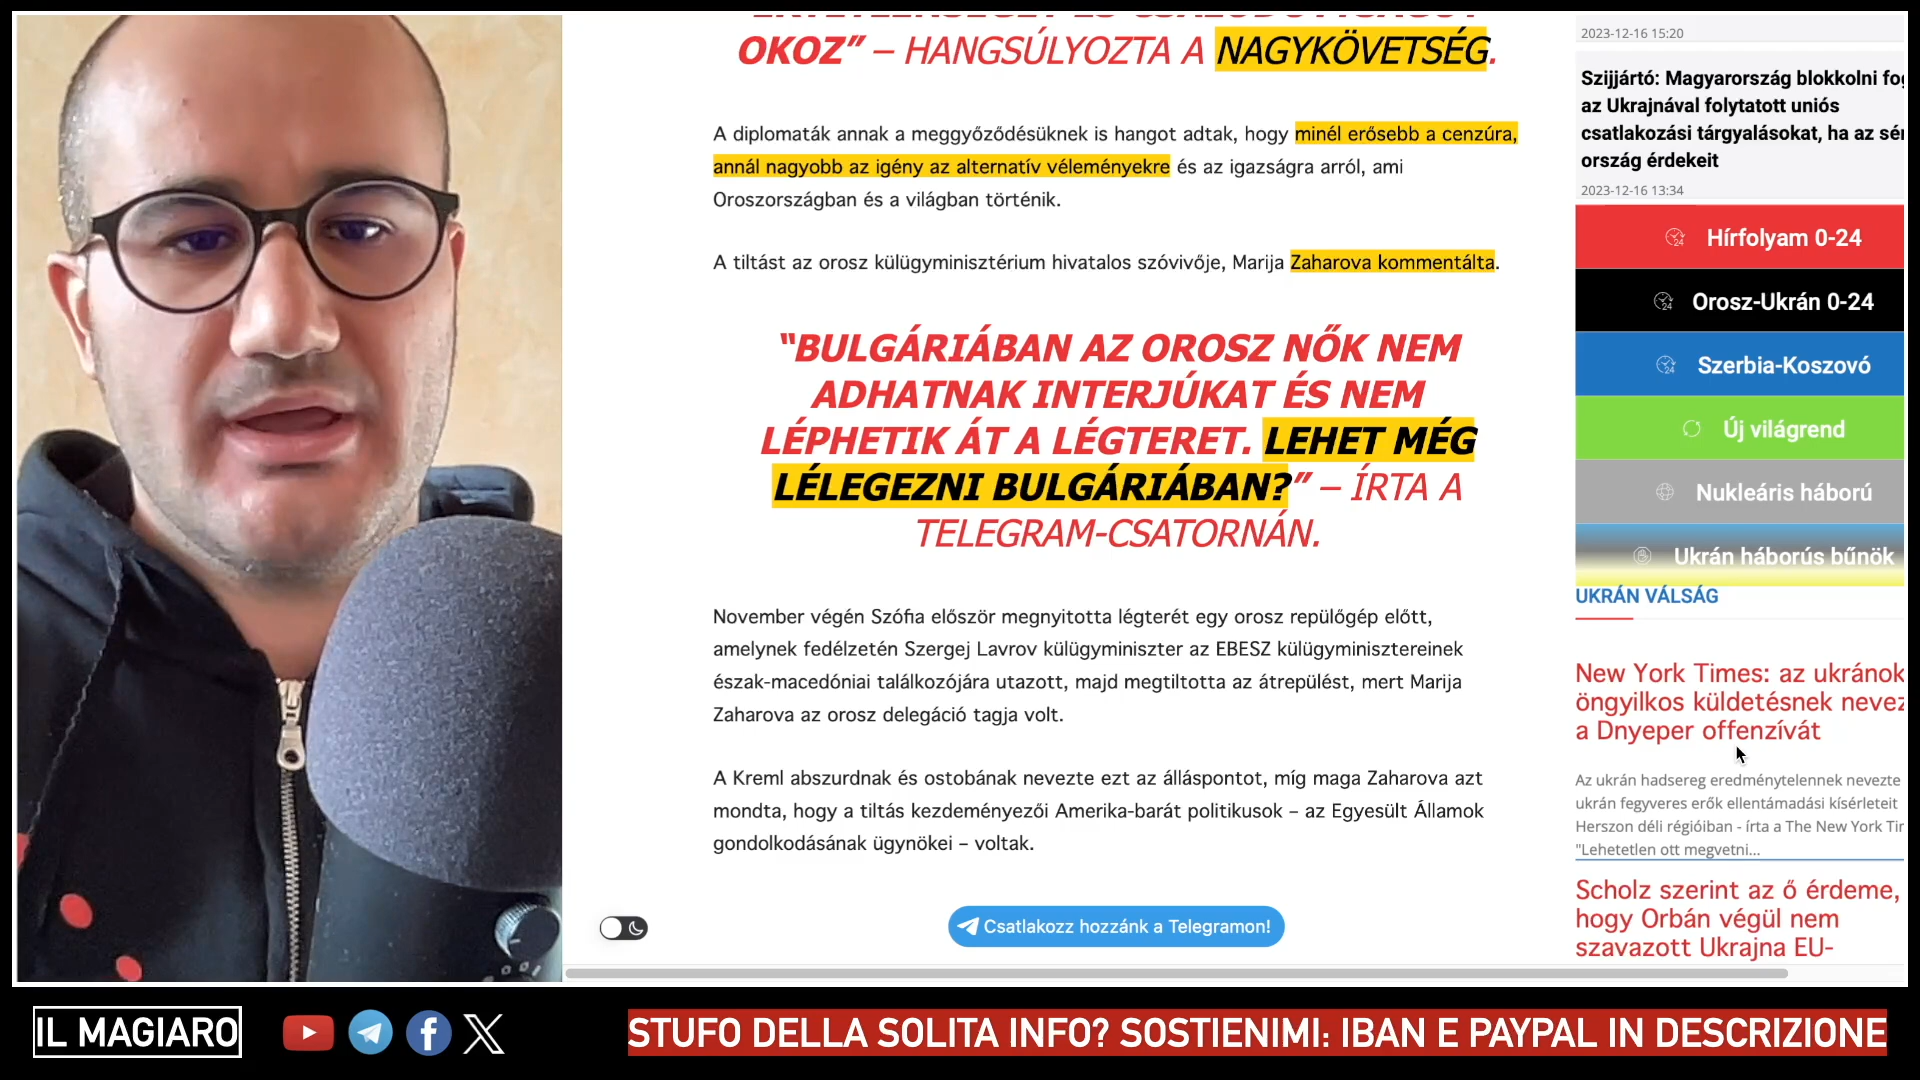 OKOZ” – HANGSÚLYOZTA A NAGYKÖVETSÉG.
A diplomaták annak a meggyőződésüknek is hangot adtak, hogy minél erősebb a cenzúra,
annál nagyobb az igény az alternatív véleményekre és az igazságra arról, ami
Oroszországban és a világban történik.
A tiltást az orosz külügyminisztérium hivatalos szóvivője, Marija Zaharova kommentálta.
“BULGÁRIÁBAN AZ OROSZ NŐK NEM
ADHATNAK INTERJÚKAT ÉS NEM
LÉPHETIK ÁT A LÉGTERET. LEHET MÉG
LÉLEGEZNI BULGÁRIÁBAN?” – ÍRTA A
TELEGRAM-CSATORNÁN.
November végén Szófia először megnyitotta légterét egy orosz repülőgép előtt,
amelynek fedélzetén Szergej Lavrov külügyminiszter az EBESZ külügyminisztereinek
észak-macedóniai találkozójára utazott, majd megtiltotta az átrepülést, mert Marija
Zaharova az orosz delegáció tagja volt.
A Kreml abszurdnak és ostobának nevezte ezt az álláspontot, míg maga Zaharova azt
mondta, hogy a tiltás kezdeményezői Amerika-barát politikusok – az Egyesült Államok
gondolkodásának ügynökei – voltak.
Csatlakozz hozzánk a Telegramon!
2023-12-16 15:20
Szijjártó: Magyarország blokkolni
az Ukrajnával folytatott uniós
csatlakozási tárgyalásokat, ha az
ország érdekeit
2023-12-16 13:34
Hírfolyam 0-24
Orosz-Ukrán 0-24
Szerbia-Koszovó
Új világrend
Nukleáris háború
Ukrán háborús bűnök
UKRÁN VÁLSÁG
New York Times: az ukránok
öngyilkos küldetésnek
a Dnyeper offenzívát
Az ukrán hadsereg eredménytelennek nevezte
ukrán fegyveres erők ellentámadási kísérleteit
Herszon déli régióiban - írta a The New York
"Lehetetlen ott megvetni...
Scholz szerint az ő érdeme,
hogy Orbán végül nem
szavazott Ukrajna EU-
IL MAGIARO
STUFO DELLA SOLITA INFO? SOSTIENIMI: IBAN E PAYPAL IN DESCRIZIONE